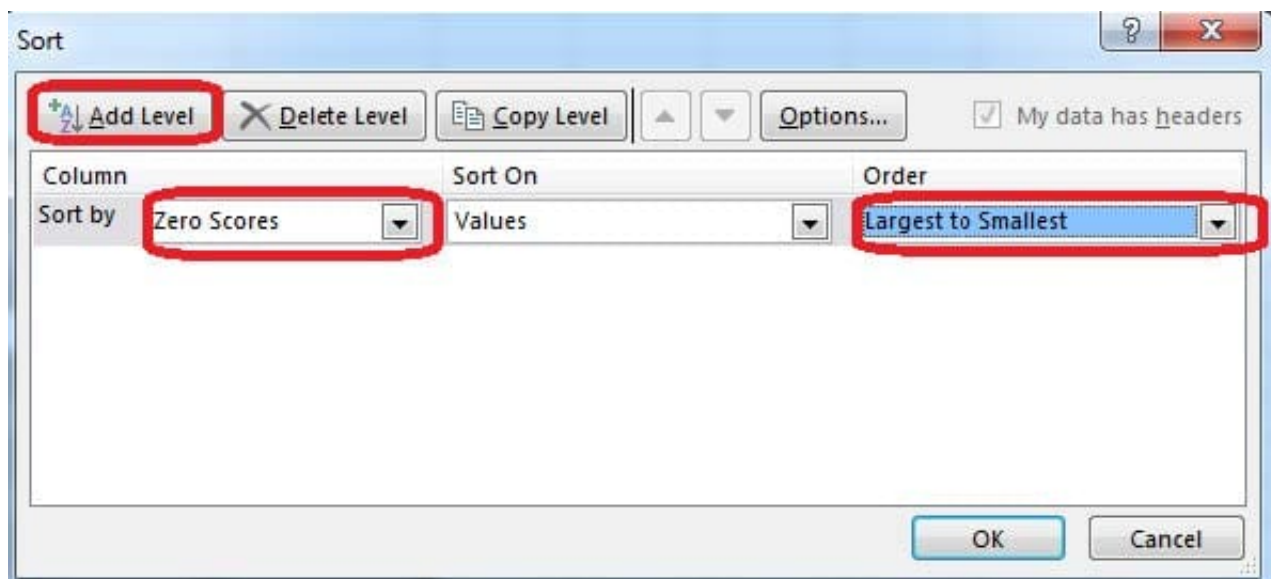 Sort
Add Level Delete Level Copy Level Options... My data has headers
Column Sort On Order
Sort by Zero Scores Values Largest to Smallest
OK Cancel